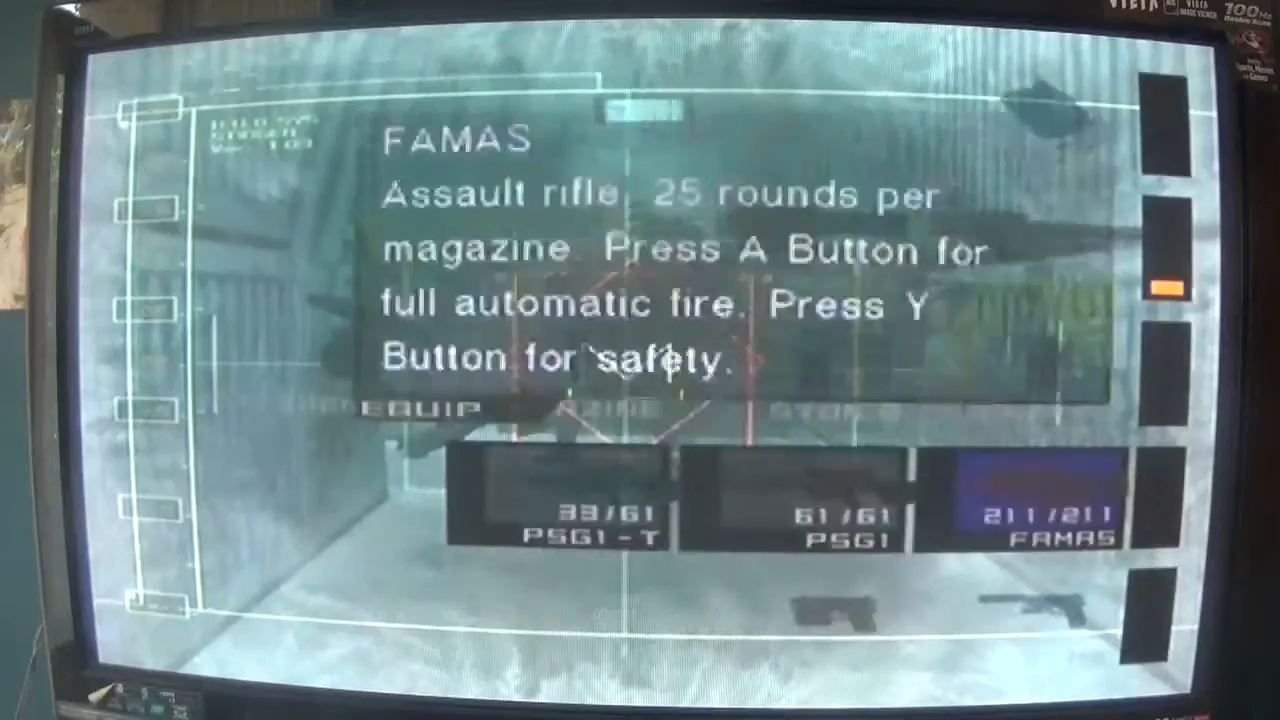 100Hz
FAMAS
Assault rifle, 25 rounds per
magazine. Press A Button for
full automatic fire. Press Y
Button for safety.
EQUIP
33/61
PSG1-T
61/61
PSG1
211/211
FAMAS